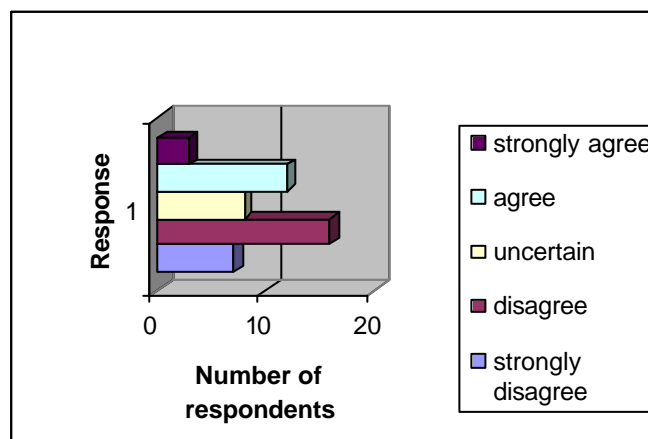 Response
1
0
10
20
Number of
respondents
strongly agree
agree
uncertain
disagree
strongly
disagree